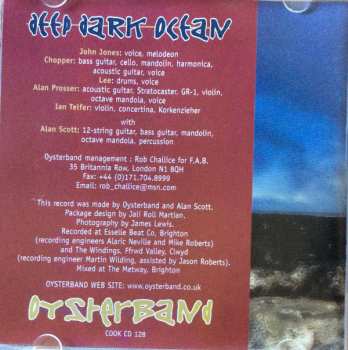 DEEP DARK OCEAN
John Jones: voice, melodeon
Chopper: bass guitar, cello, mandolin, harmonica,
acoustic guitar, voice
Lee: drums, voice
Alan Prosser: acoustic guitar, Stratocaster, GR-1, violin,
octave mandola, voice
Ian Telfer: violin, concertina, Korkenzieher
with
Alan Scott: 12-string guitar, bass guitar, mandolin,
octave mandola, percussion
Oysterband management : Rob Challice for F.A.B.
35 Britannia Row, London N1 8QH
Fax: +44 (0)171.704.8999
Email: rob_challice@msn.com
This record was made by Oysterband and Alan Scott.
Package design by Jail Roll Martian.
Photography by James Lewis.
Recorded at Esselle Beat Co, Brighton
(recording engineers Alaric Neville and Mike Roberts)
and The Windings, Ffrwd Valley, Clwyd
(recording engineer Martin Wilding, assisted by Jason Roberts).
Mixed at The Metway, Brighton
OYSTERBAND WEB SITE: www.oysterband.co.uk
OYSTERBAND
COOK CD 128